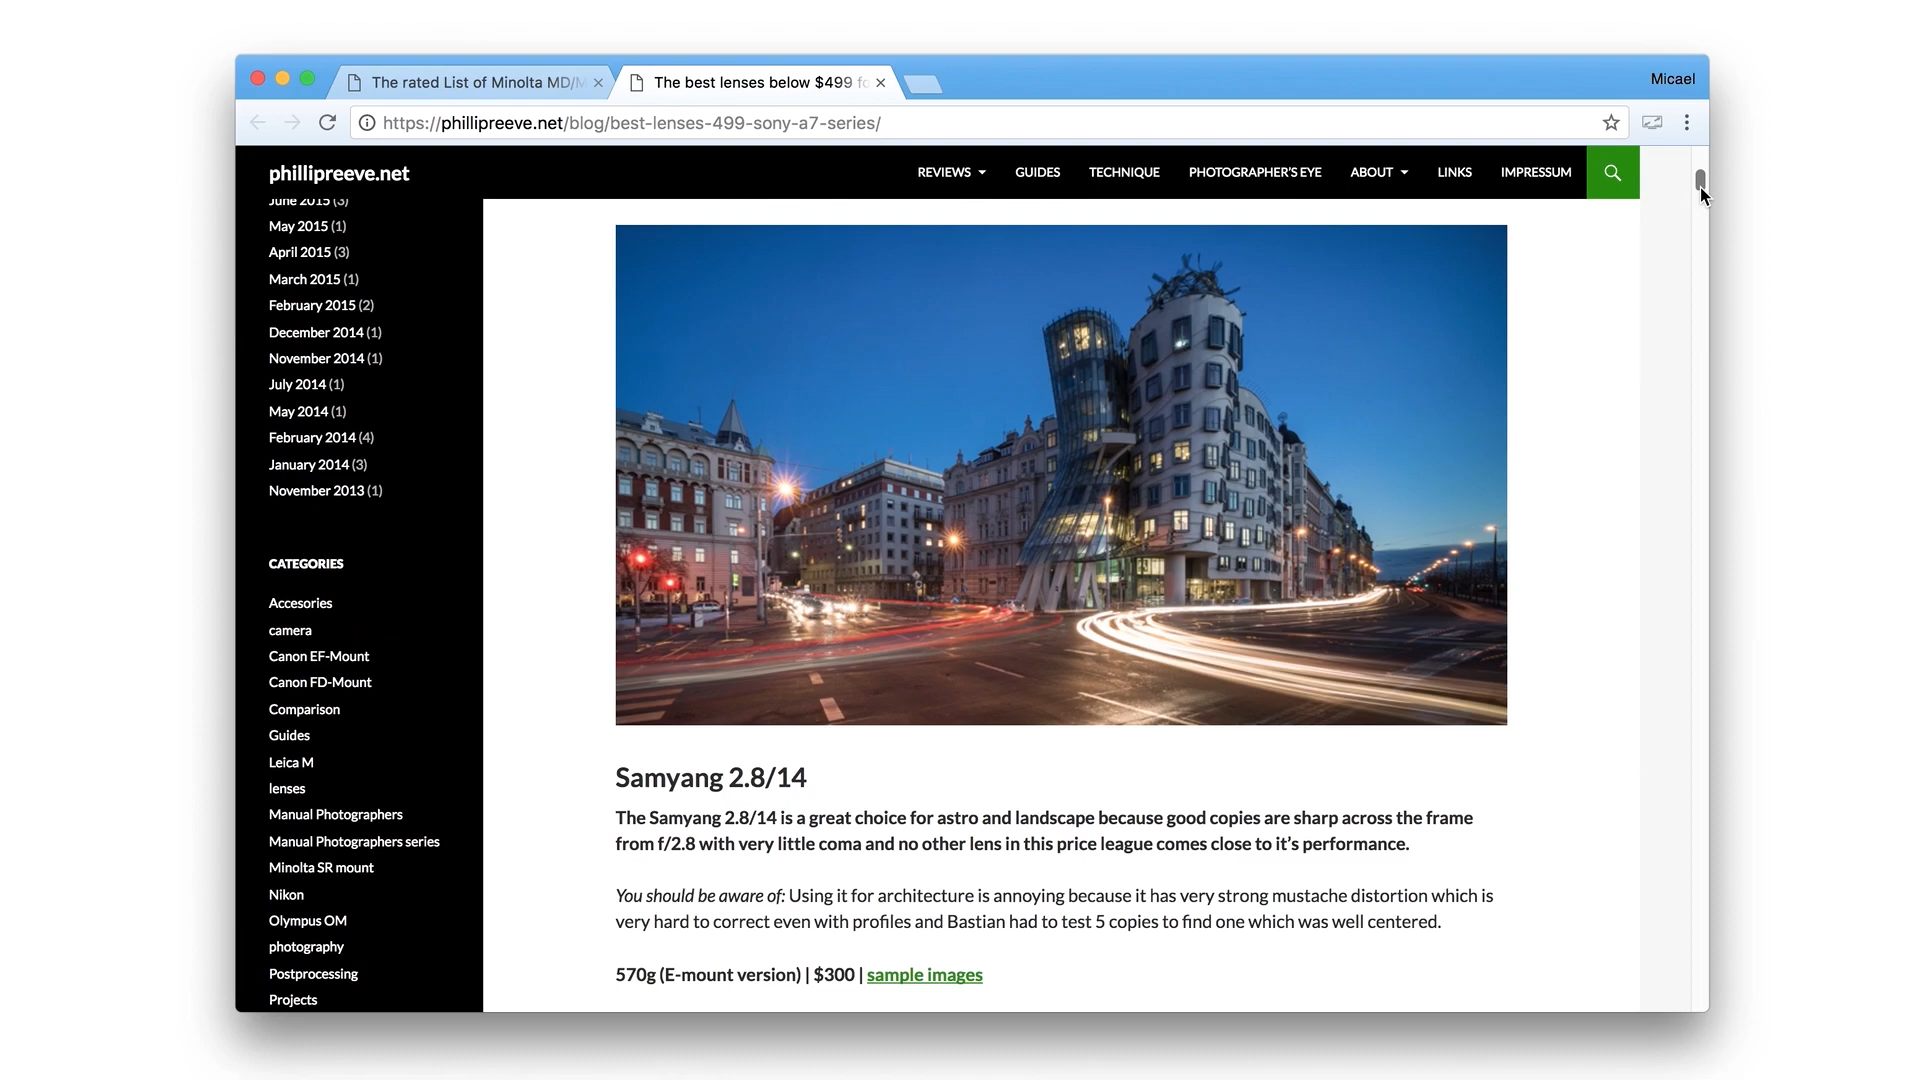 The rated List of Minolta MD/M
The best lenses below $499 fo
Micael
https://phillipreeve.net/blog/best-lenses-499-sony-a7-series/
phillipreeve.net
REVIEWS
GUIDES
TECHNIQUE
PHOTOGRAPHER'S EYE
ABOUT
LINKS
IMPRESSUM
June 2015 (3)
May 2015 (1)
April 2015 (3)
March 2015 (1)
February 2015 (2)
December 2014 (1)
November 2014 (1)
July 2014 (1)
May 2014 (1)
February 2014 (4)
January 2014 (3)
November 2013 (1)
CATEGORIES
Accesories
camera
Canon EF-Mount
Canon FD-Mount
Comparison
Guides
Leica M
lenses
Manual Photographers
Manual Photographers series
Minolta SR mount
Nikon
Olympus OM
photography
Postprocessing
Projects
Samyang 2.8/14
The Samyang 2.8/14 is a great choice for astro and landscape because good copies are sharp across the frame
from f/2.8 with very little coma and no other lens in this price league comes close to it's performance.
You should be aware of: Using it for architecture is annoying because it has very strong mustache distortion which is
very hard to correct even with profiles and Bastian had to test 5 copies to find one which was well centered.
570g (E-mount version) | $300 | sample images